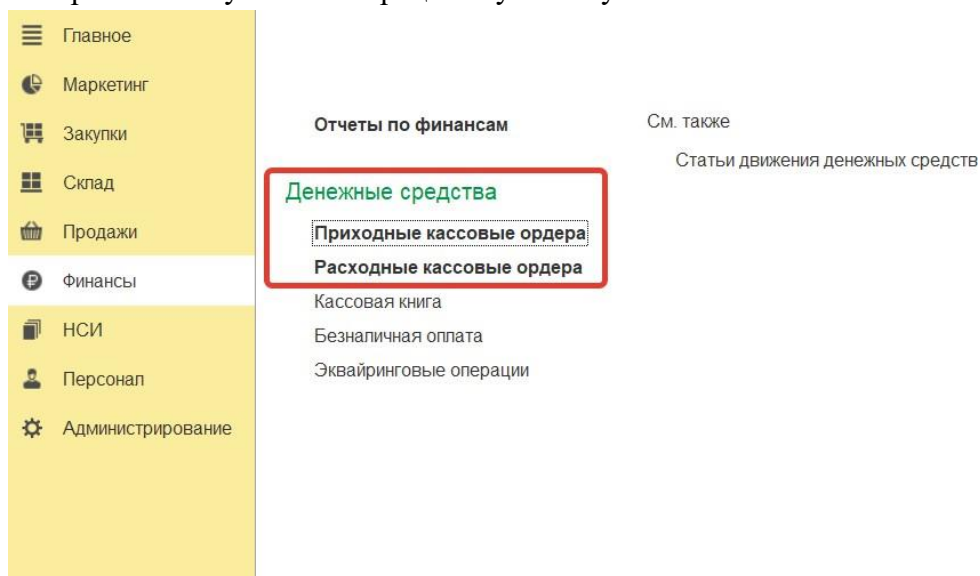 Главное
Маркетинг
Закупки
Склад
Продажи
Финансы
НСИ
Персонал
Администрирование
Отчеты по финансам
Денежные средства
Приходные кассовые ордера
Расходные кассовые ордера
Кассовая книга
Безналичная оплата
Эквайринговые операции
См. также
Статьи движения денежных средств